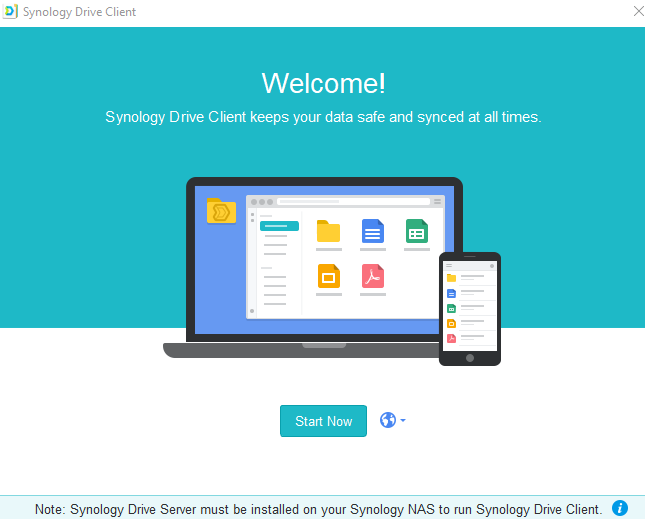 Synology Drive Client
Welcome!
Synology Drive Client keeps your data safe and synced at all times.
Start Now
Note: Synology Drive Server must be installed on your Synology NAS to run Synology Drive Client.